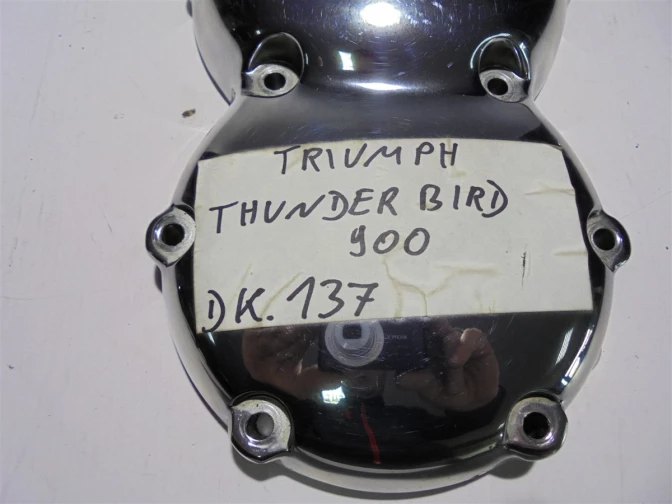 TRIUMPH
THUNDER BIRD
900
DK. 137